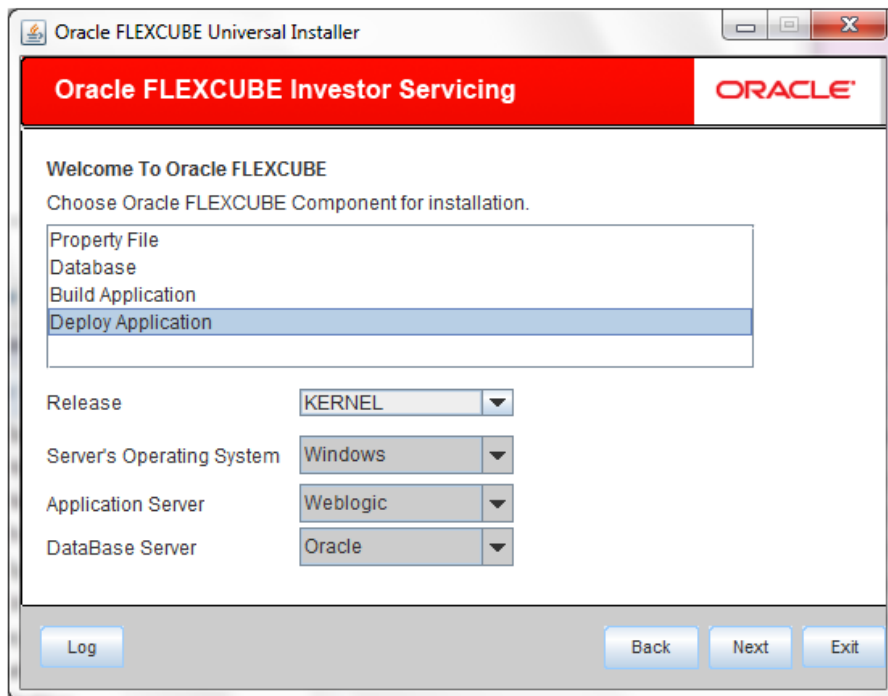 Oracle FLEXCUBE Universal Installer
Oracle FLEXCUBE Investor Servicing
ORACLE
Welcome To Oracle FLEXCUBE
Choose Oracle FLEXCUBE Component for installation.
Property File
Database
Build Application
Deploy Application
Release KERNEL
Server's Operating System Windows
Application Server Weblogic
DataBase Server Oracle
Log Back Next Exit